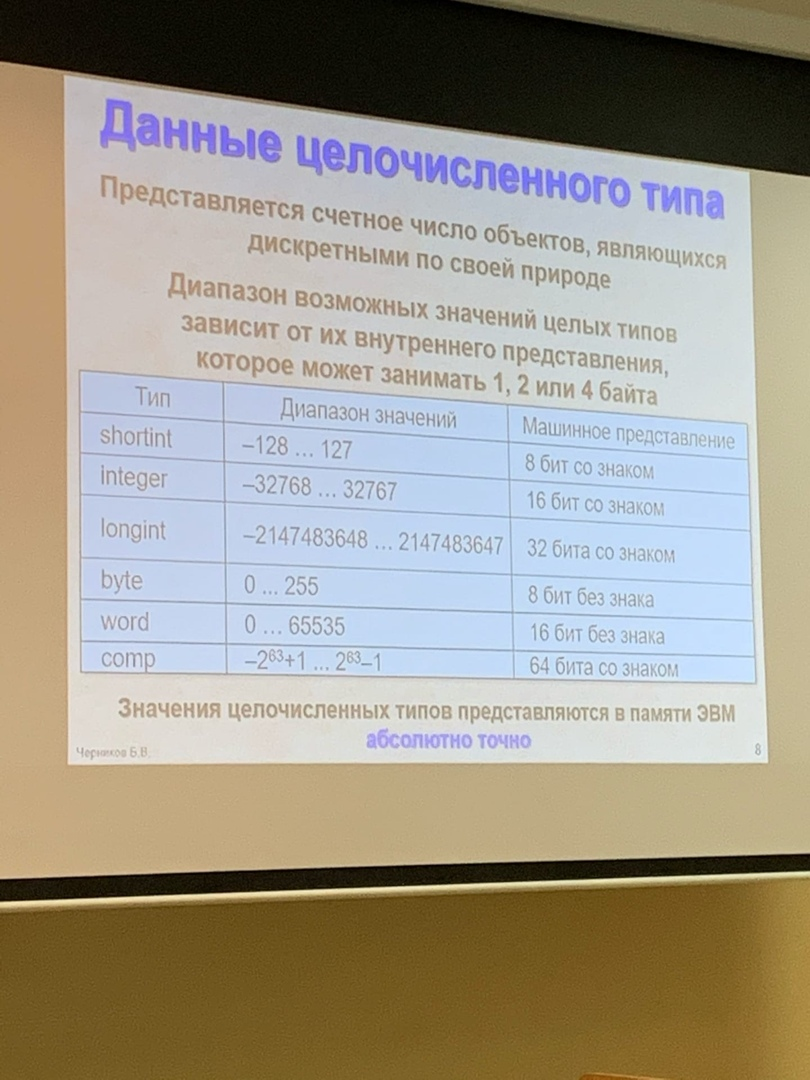 Данные целочисленного типа
Представляется счетное число объектов, являющихся
дискретными по своей природе
Диапазон возможных значений целых типов
зависит от их внутреннего представления,
которое может занимать 1, 2 или 4 байта
Тип Диапазон значений Машинное представление
shortint –128 ... 127 8 бит со знаком
integer –32768 ... 32767 16 бит со знаком
longint –2147483648 ... 2147483647 32 бита со знаком
byte 0 ... 255 8 бит без знака
word 0 ... 65535 16 бит без знака
comp –2⁶³+1 ... 2⁶³–1 64 бита со знаком
Значения целочисленных типов представляются в памяти ЭВМ
абсолютно точно
Черников Б.В. 8